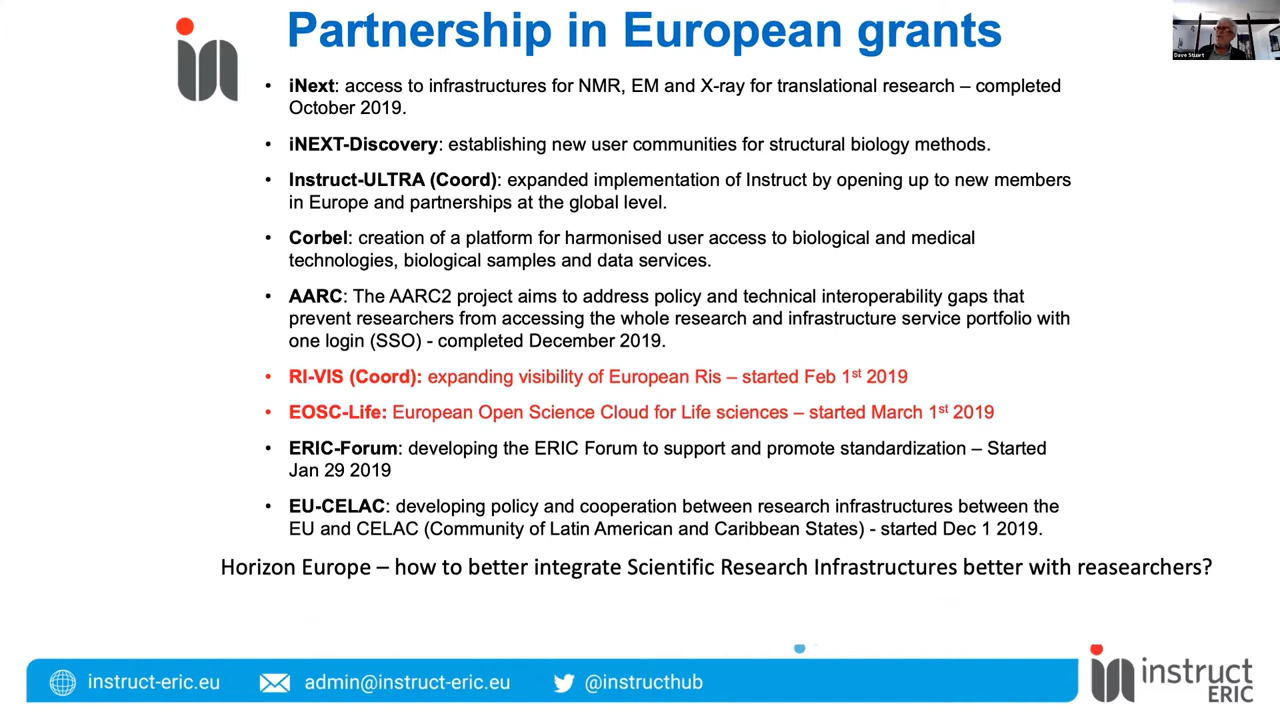 Partnership in European grants
Dave Stuart
• iNext: access to infrastructures for NMR, EM and X-ray for translational research – completed
October 2019.
• iNEXT-Discovery: establishing new user communities for structural biology methods.
• Instruct-ULTRA (Coord): expanded implementation of Instruct by opening up to new members
in Europe and partnerships at the global level.
• Corbel: creation of a platform for harmonised user access to biological and medical
technologies, biological samples and data services.
• AARC: The AARC2 project aims to address policy and technical interoperability gaps that
prevent researchers from accessing the whole research and infrastructure service portfolio with
one login (SSO) - completed December 2019.
• RI-VIS (Coord): expanding visibility of European Ris – started Feb 1st 2019
• EOSC-Life: European Open Science Cloud for Life sciences – started March 1st 2019
• ERIC-Forum: developing the ERIC Forum to support and promote standardization – Started
Jan 29 2019
• EU-CELAC: developing policy and cooperation between research infrastructures between the
EU and CELAC (Community of Latin American and Caribbean States) - started Dec 1 2019.
Horizon Europe – how to better integrate Scientific Research Infrastructures better with reasearchers?
instruct-eric.eu
admin@instruct-eric.eu
@instructhub
instruct
ERIC